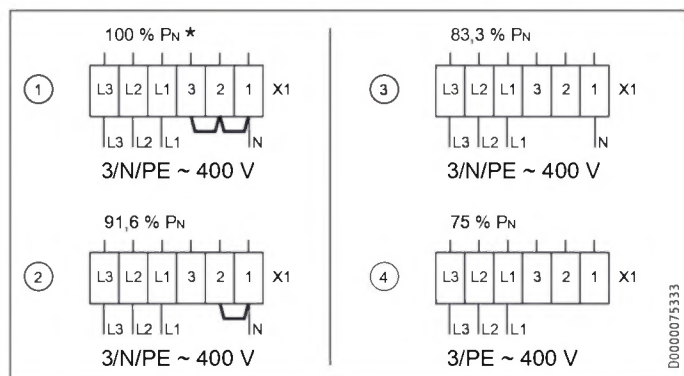 100 % PN *
1
L3 L2 L1 3 2 1 X1
L3 L2 L1 N
3/N/PE ~ 400 V
91,6 % PN
2
L3 L2 L1 3 2 1 X1
L3 L2 L1 N
3/N/PE ~ 400 V
83,3 % PN
3
L3 L2 L1 3 2 1 X1
L3 L2 L1 N
3/N/PE ~ 400 V
75 % PN
4
L3 L2 L1 3 2 1 X1
L3 L2 L1
3/PE ~ 400 V
D0000075333